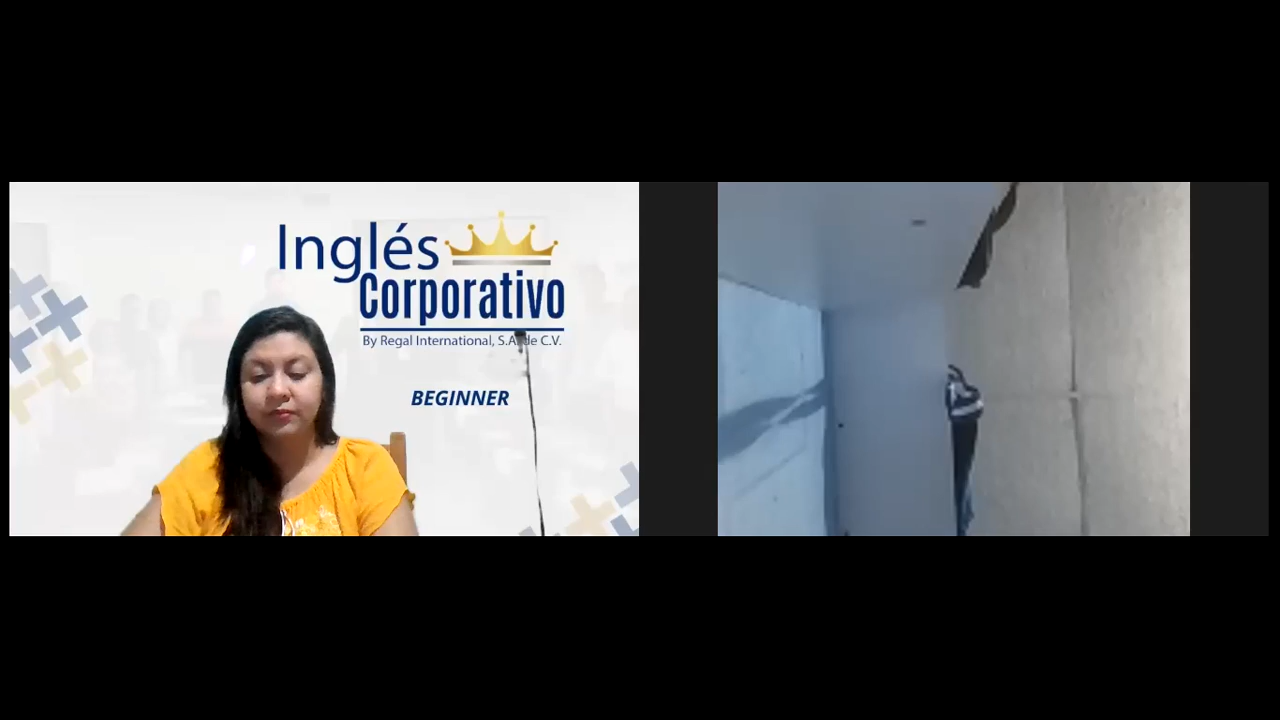 Inglés
Corporativo
By Regal International, S.A. de C.V.
BEGINNER